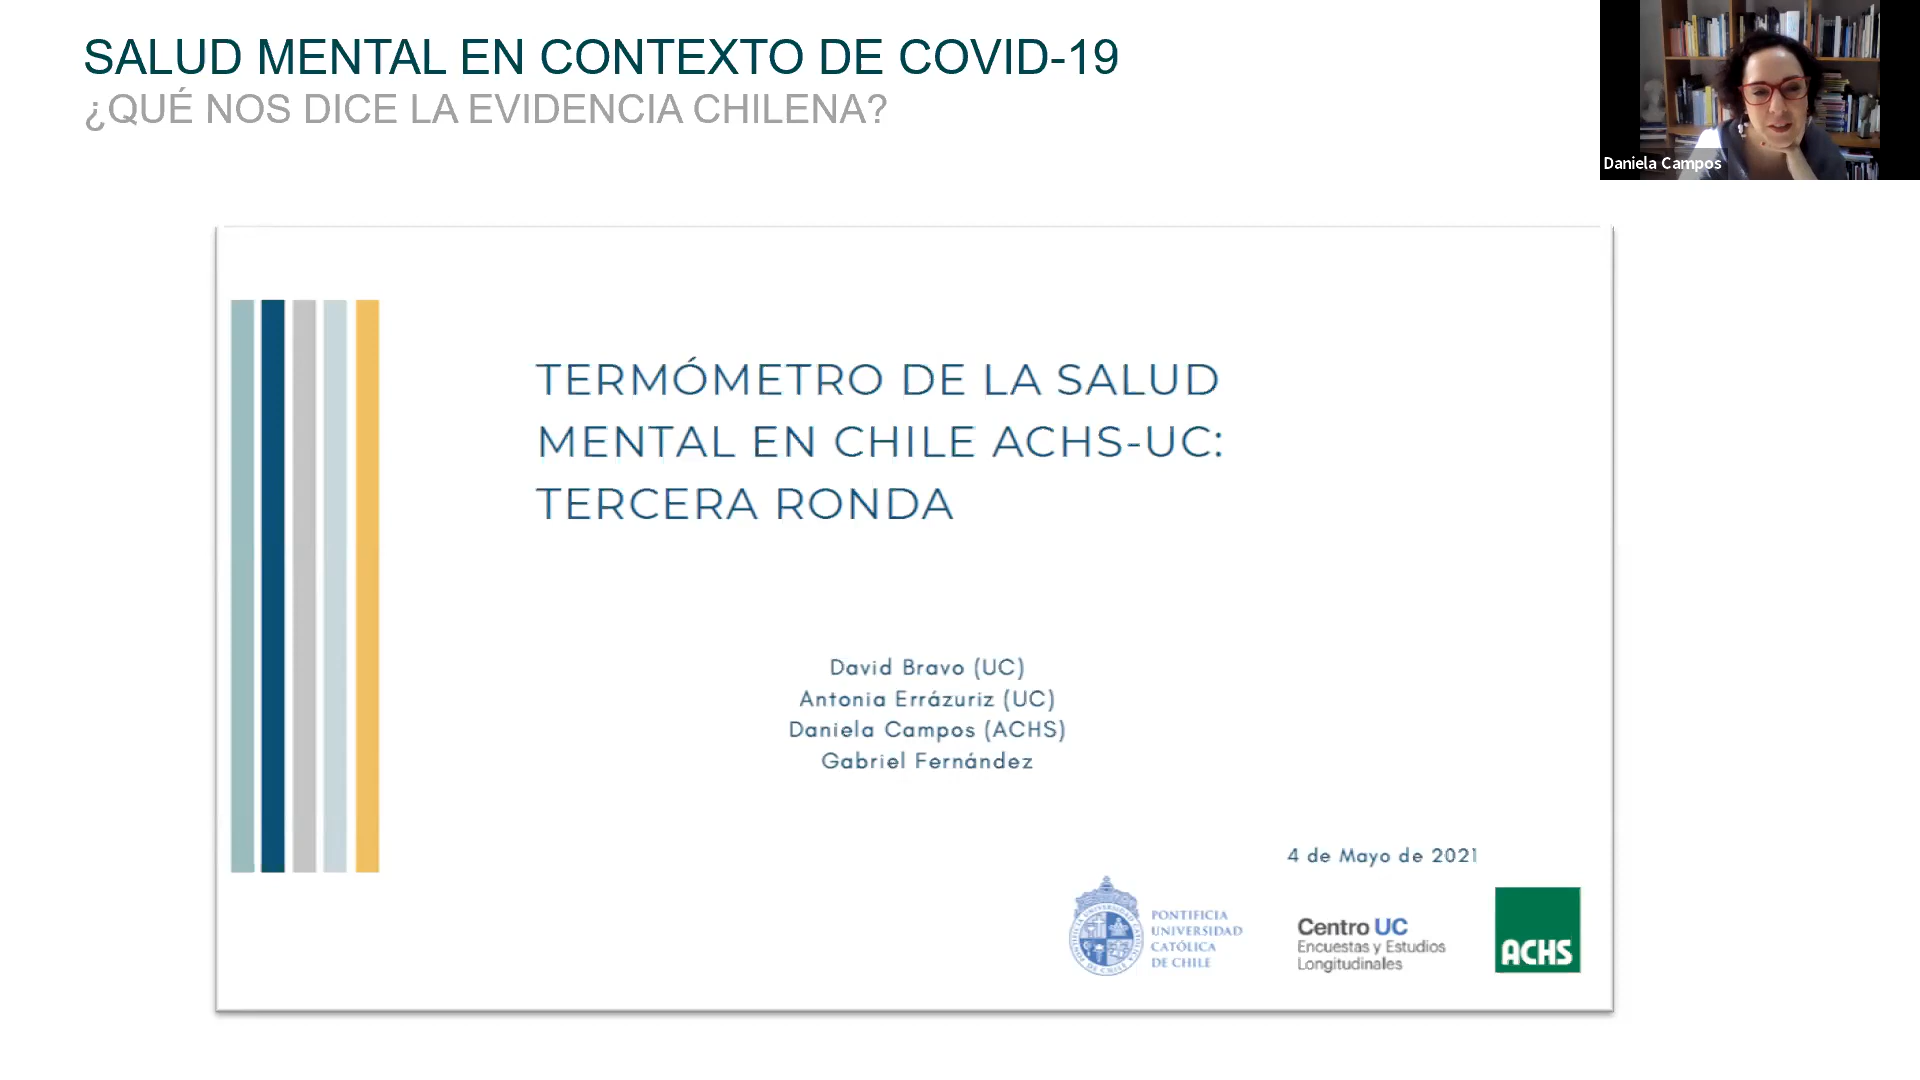 SALUD MENTAL EN CONTEXTO DE COVID-19
¿QUÉ NOS DICE LA EVIDENCIA CHILENA?
Daniela Campos
TERMÓMETRO DE LA SALUD
MENTAL EN CHILE ACHS-UC:
TERCERA RONDA
David Bravo (UC)
Antonia Errázuriz (UC)
Daniela Campos (ACHS)
Gabriel Fernández
4 de Mayo de 2021
PONTIFICIA
UNIVERSIDAD
CATÓLICA
DE CHILE
Centro UC
Encuestas y Estudios
Longitudinales
ACHS